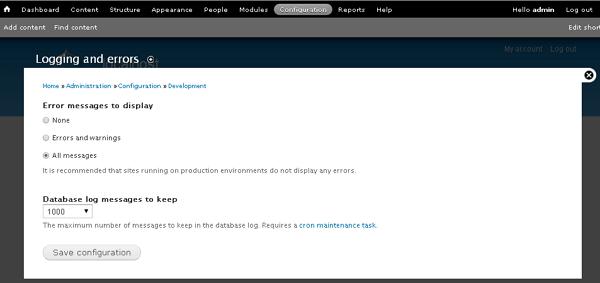 Dashboard Content Structure Appearance People Modules Configuration Reports Help Hello admin Log out
Add content Find content Edit short
My account Log out
Logging and errors
localhost
Home » Administration » Configuration » Development
Error messages to display
None
Errors and warnings
All messages
It is recommended that sites running on production environments do not display any errors.
Database log messages to keep
1000
The maximum number of messages to keep in the database log. Requires a cron maintenance task.
Save configuration